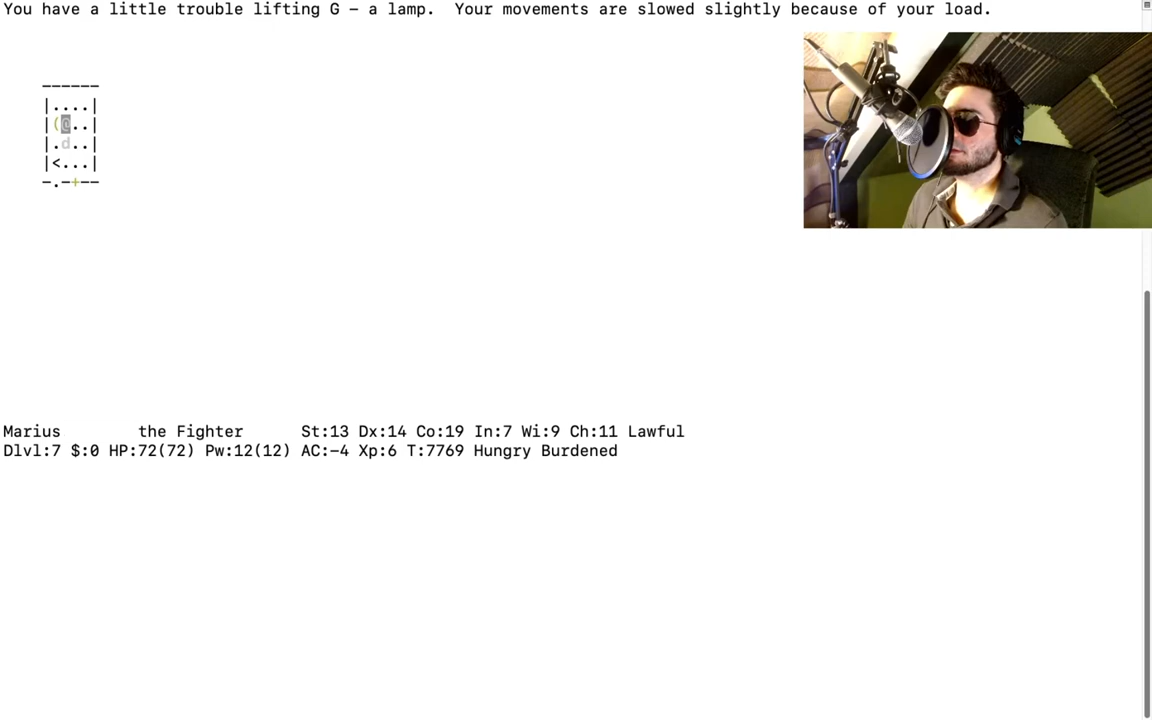 You have a little trouble lifting G - a lamp.  Your movements are slowed slightly because of your load.
------
|....|
|(@..|
|.d..|
|<...|
-.-+--
Marius         the Fighter      St:13 Dx:14 Co:19 In:7 Wi:9 Ch:11 Lawful
Dlvl:7 $:0 HP:72(72) Pw:12(12) AC:-4 Xp:6 T:7769 Hungry Burdened